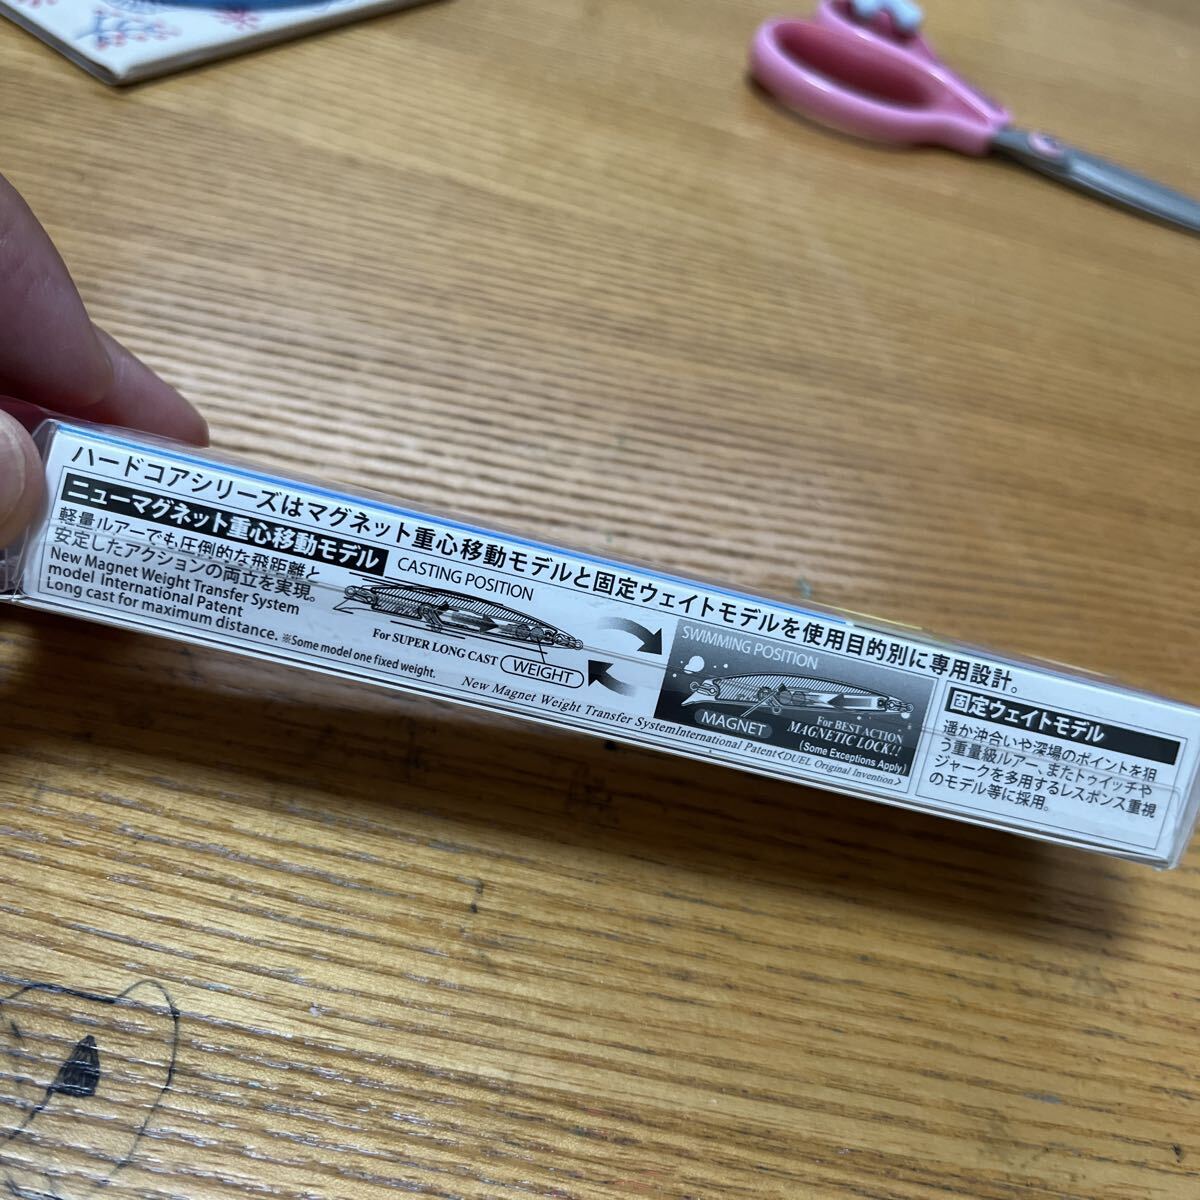 ハードコアシリーズはマグネット重心移動モデルと固定ウェイトモデルを使用目的別に専用設計。
ニューマグネット重心移動モデル
軽量ルアーでも圧倒的な飛距離と
安定したアクションの両立を実現。
New Magnet Weight Transfer System
model International Patent
Long cast for maximum distance. ※Some model one fixed weight.
CASTING POSITION
For SUPER LONG CAST
WEIGHT
SWIMMING POSITION
MAGNET
For BEST ACTION
MAGNETIC LOCK!!
(Some Exceptions Apply)
New Magnet Weight Transfer SystemInternational Patent<DUEL Original Invention>
固定ウェイトモデル
遥か沖合いや深場のポイントを狙
う重量級ルアー、またトゥイッチや
ジャークを多用するレスポンス重視
のモデル等に採用。